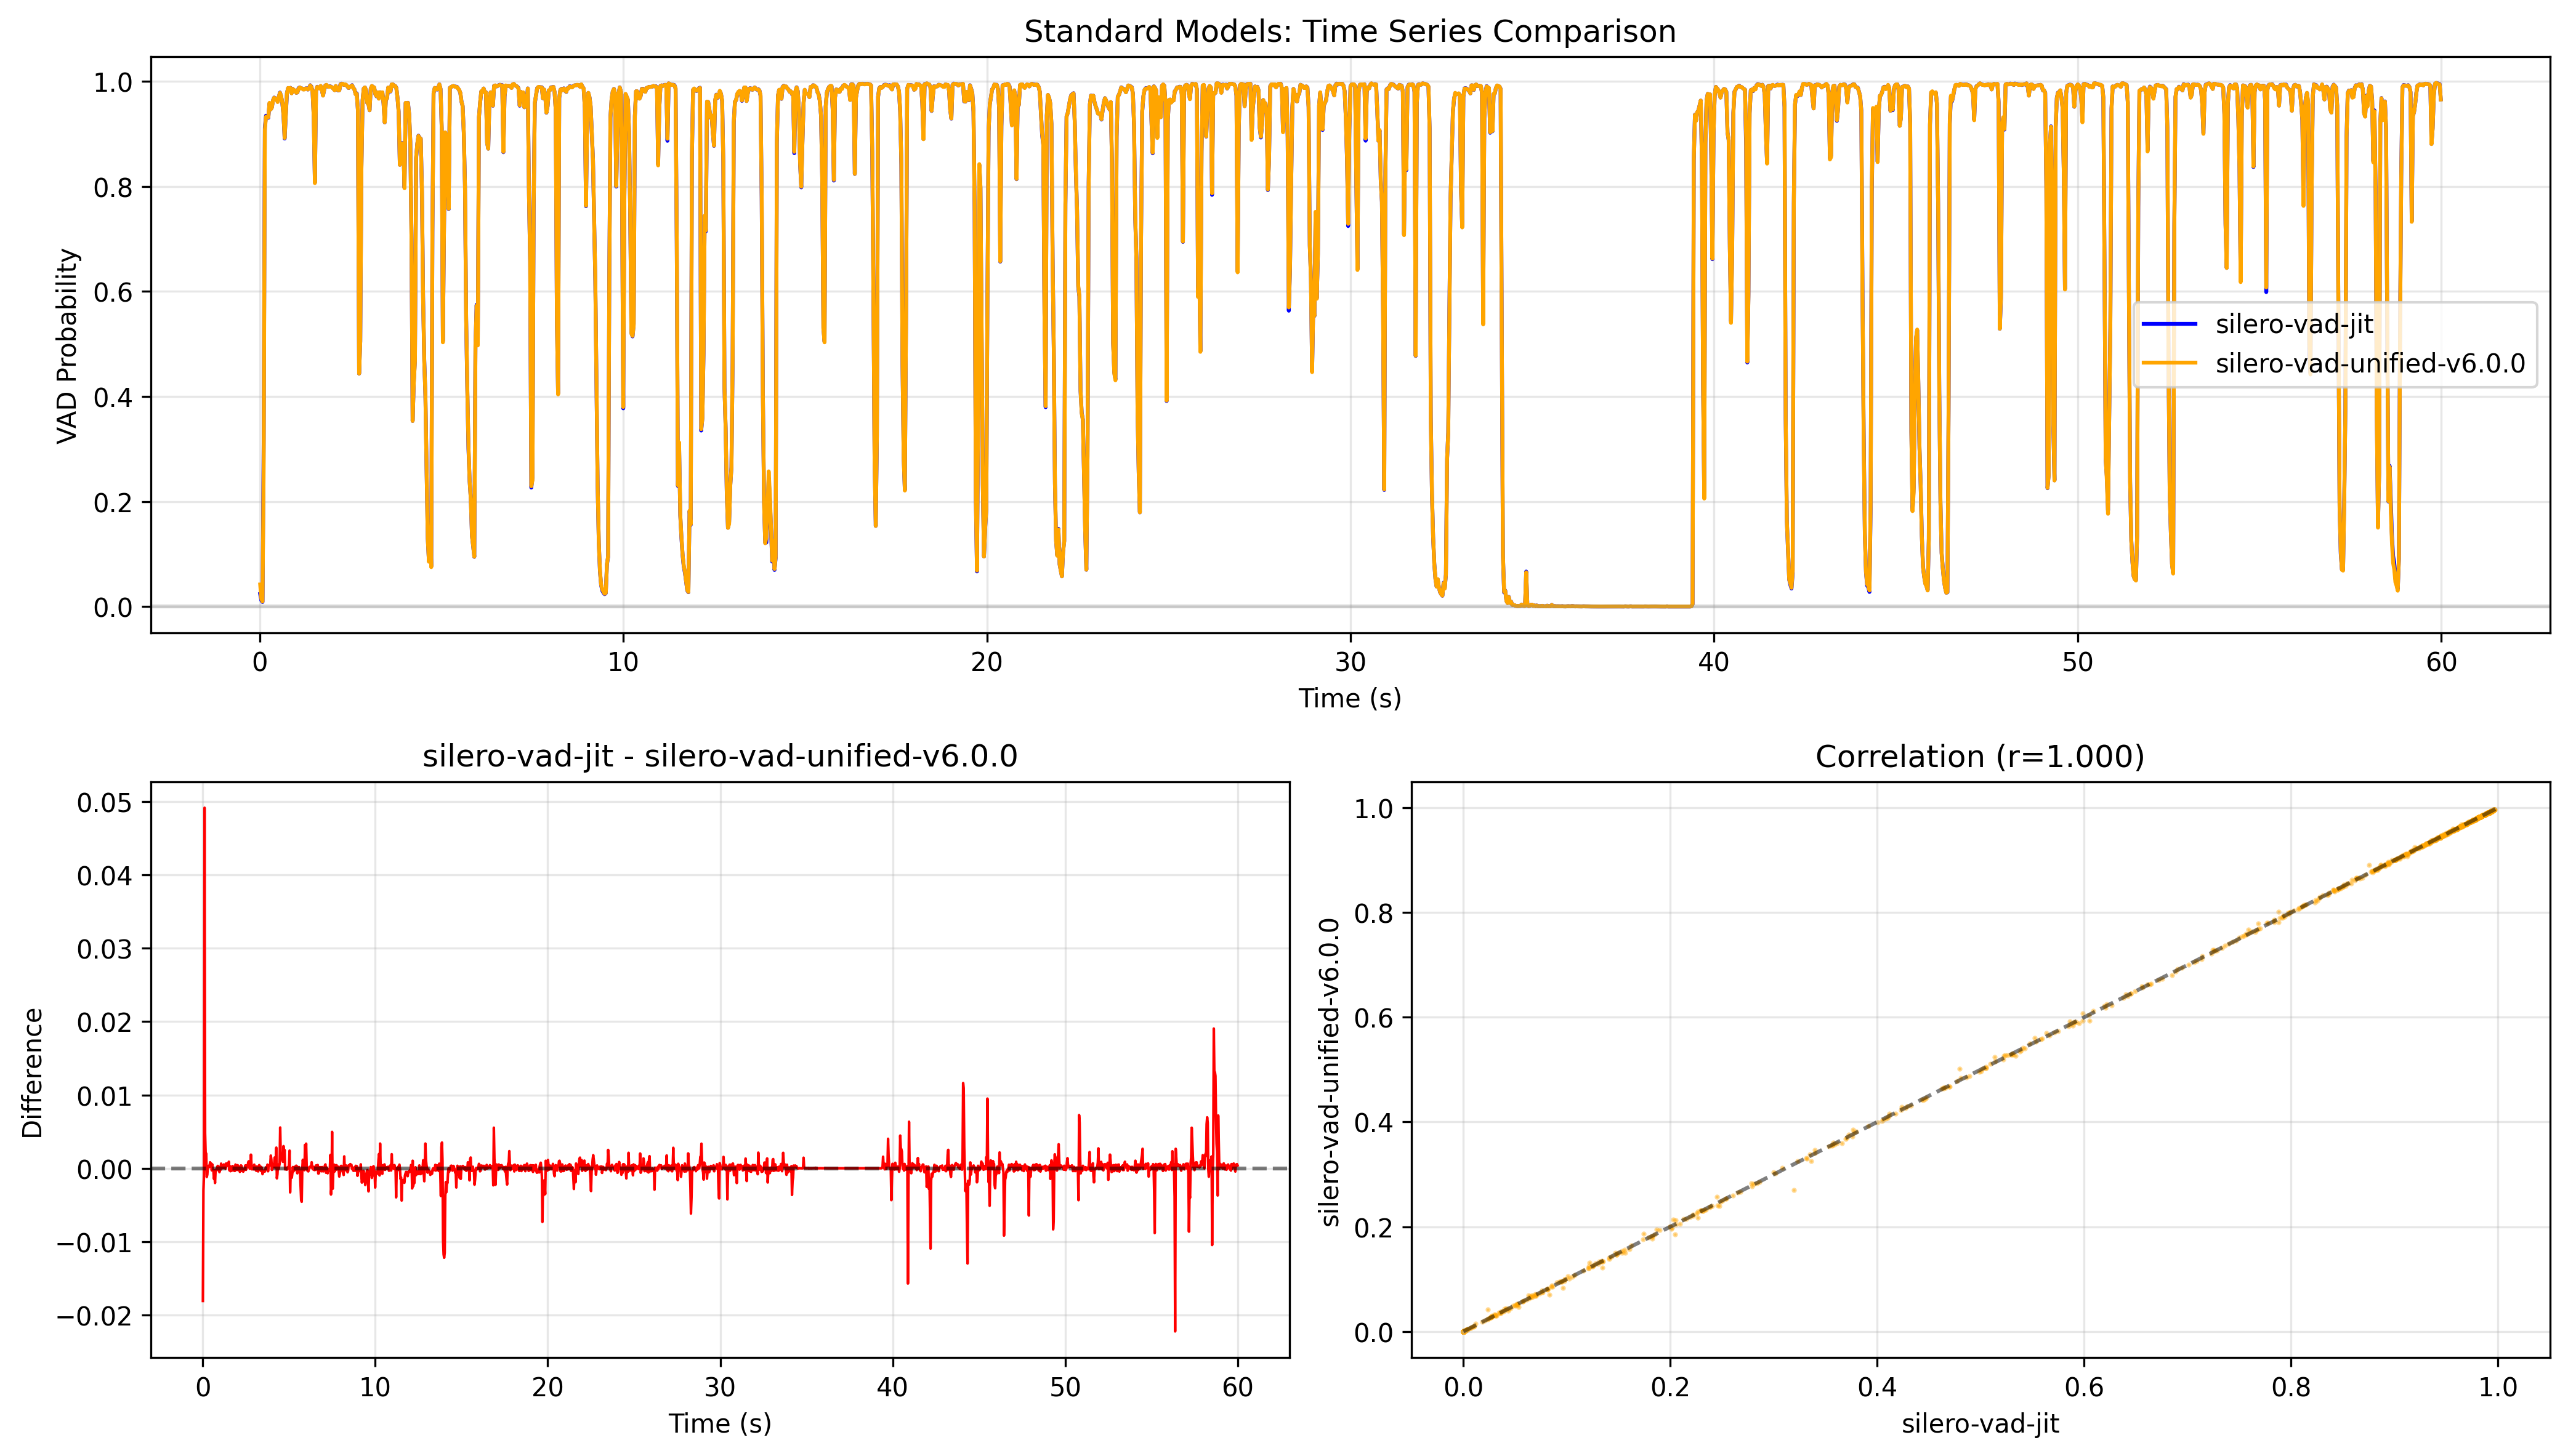 Standard Models: Time Series Comparison
VAD Probability
1.0
0.8
0.6
0.4
0.2
0.0
silero-vad-jit
silero-vad-unified-v6.0.0
0 10 20 30 40 50 60
Time (s)
silero-vad-jit - silero-vad-unified-v6.0.0
Difference
0.05
0.04
0.03
0.02
0.01
0.00
−0.01
−0.02
0 10 20 30 40 50 60
Time (s)
Correlation (r=1.000)
silero-vad-unified-v6.0.0
1.0
0.8
0.6
0.4
0.2
0.0
0.0 0.2 0.4 0.6 0.8 1.0
silero-vad-jit